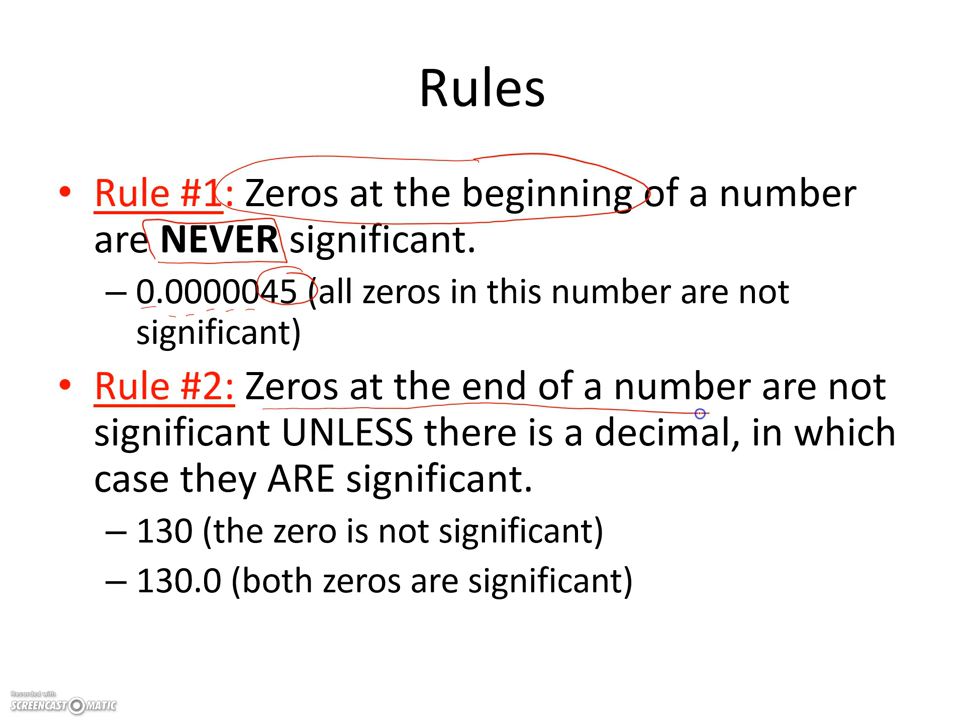 Rules
• Rule #1: Zeros at the beginning of a number
are NEVER significant.
– 0.0000045 (all zeros in this number are not
significant)
• Rule #2: Zeros at the end of a number are not
significant UNLESS there is a decimal, in which
case they ARE significant.
– 130 (the zero is not significant)
– 130.0 (both zeros are significant)
Recorded with
SCREENCAST-O-MATIC